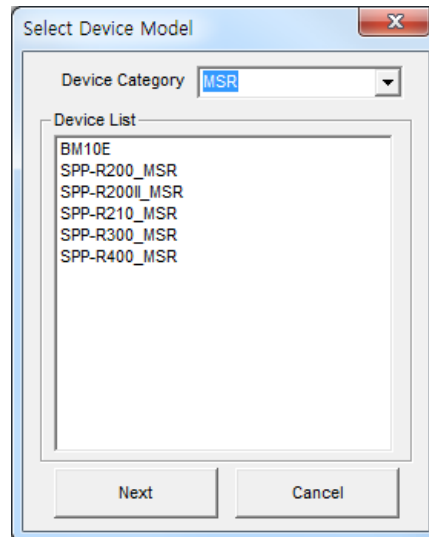 Select Device Model
Device Category MSR
Device List
BM10E
SPP-R200_MSR
SPP-R200II_MSR
SPP-R210_MSR
SPP-R300_MSR
SPP-R400_MSR
Next Cancel